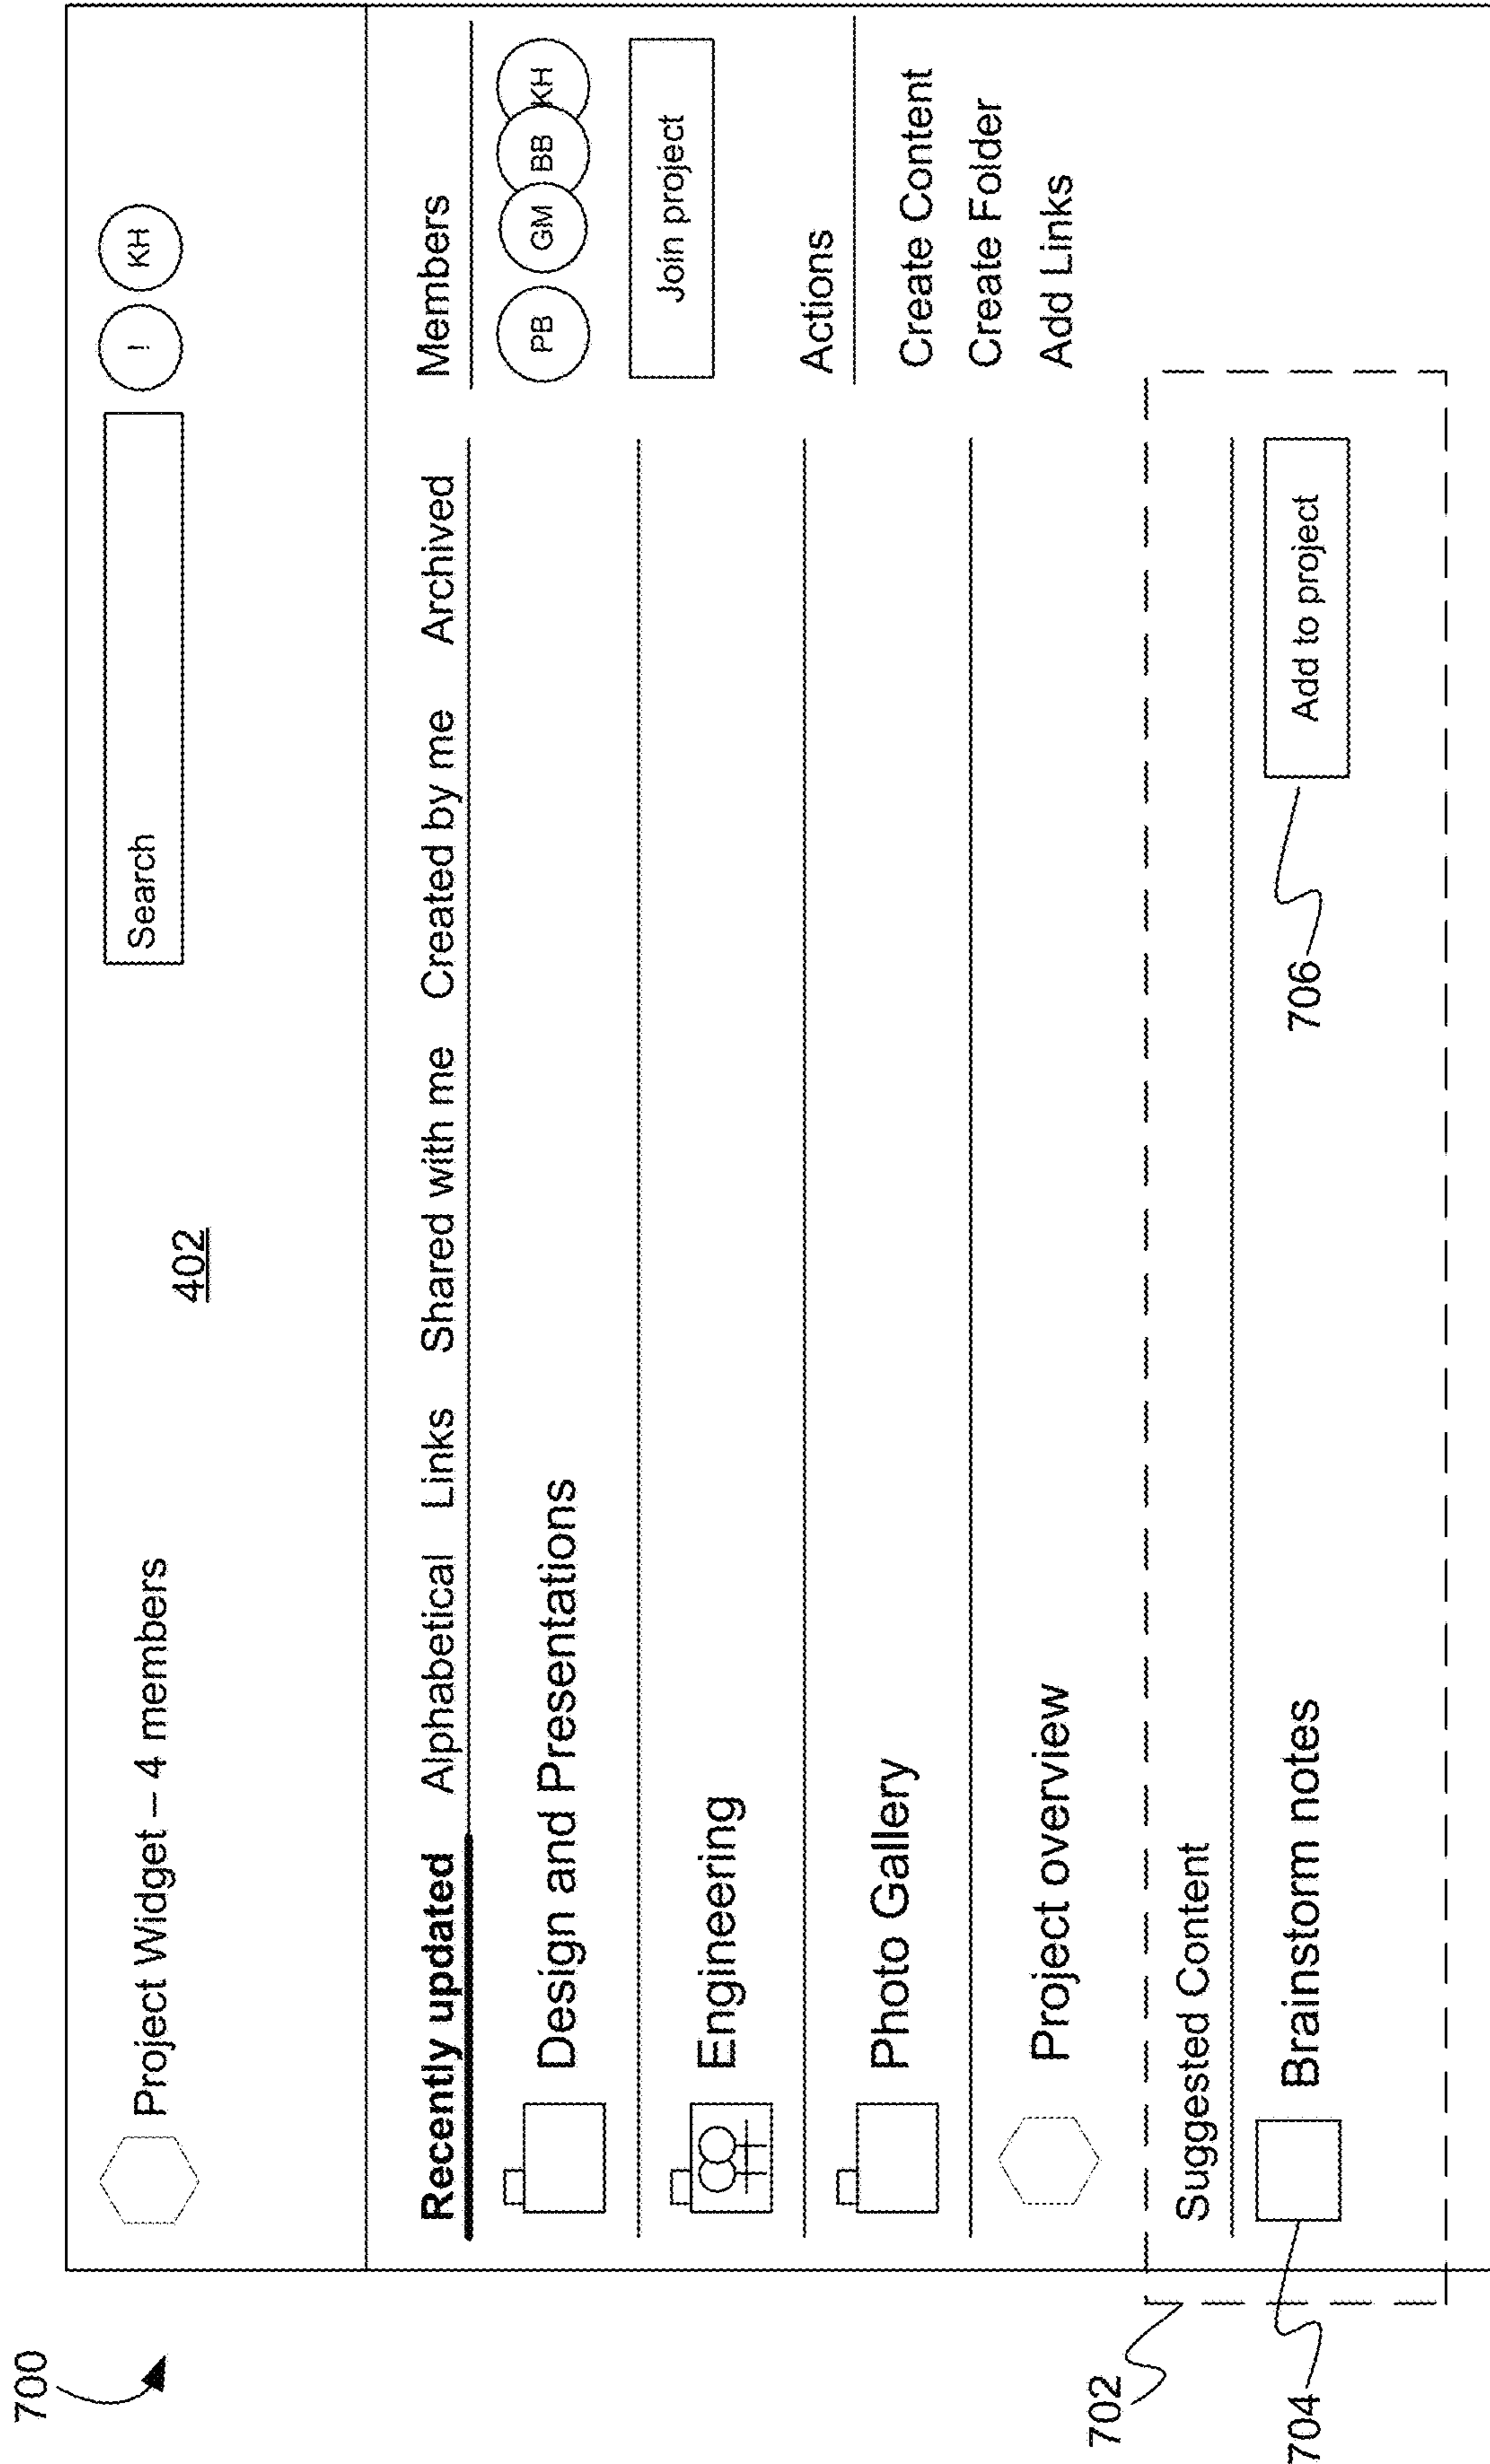 700
Project Widget – 4 members
402
Search
!
KH
Recently updated Alphabetical Links Shared with me Created by me Archived
Members
Design and Presentations
PB GM BB KH
Join project
Engineering
Actions
Photo Gallery
Create Content
Create Folder
Project overview
Add Links
702
Suggested Content
704
Brainstorm notes
706
Add to project